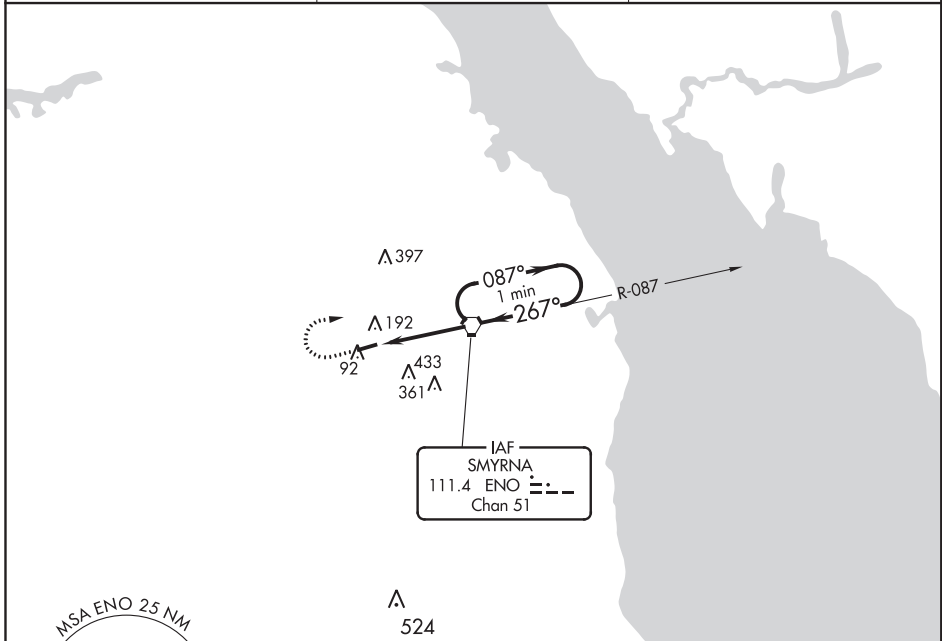 397
087°
1 min
267°
R-087
192
92
433
361
IAF
SMYRNA
111.4 ENO
Chan 51
MSA ENO 25 NM
524